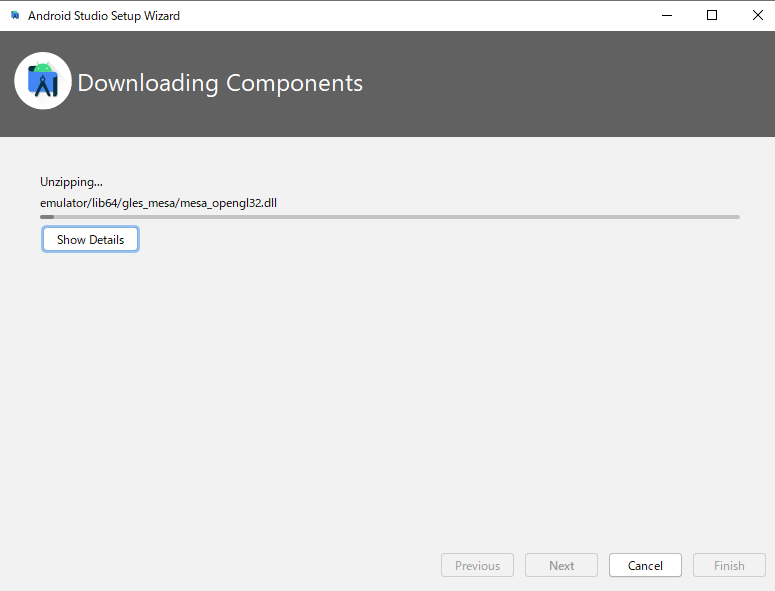 Android Studio Setup Wizard
Downloading Components
Unzipping...
emulator/lib64/gles_mesa/mesa_opengl32.dll
Show Details
Previous Next Cancel Finish